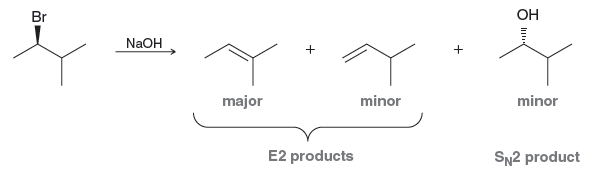 Br
NaOH
+
+
OH
major
minor
minor
E2 products
SN2 product